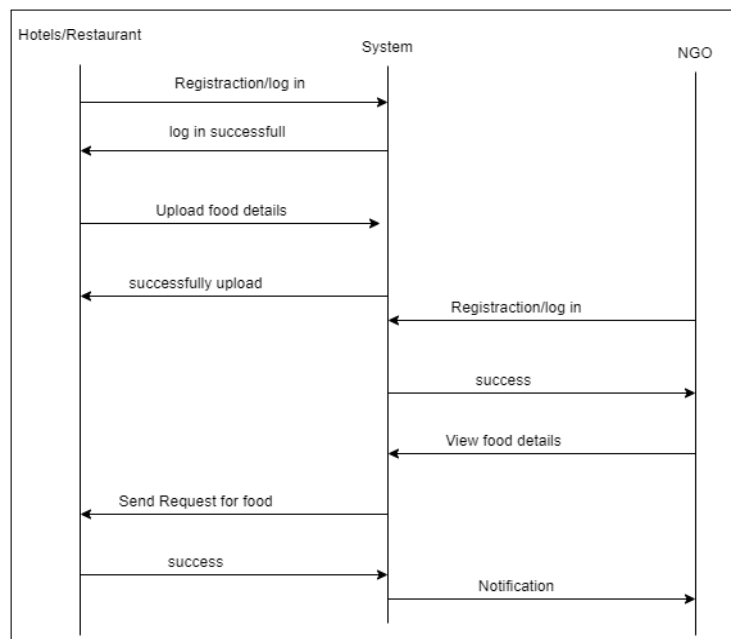 Hotels/Restaurant
System
NGO
Registraction/log in
log in successfull
Upload food details
successfully upload
Registraction/log in
success
View food details
Send Request for food
success
Notification